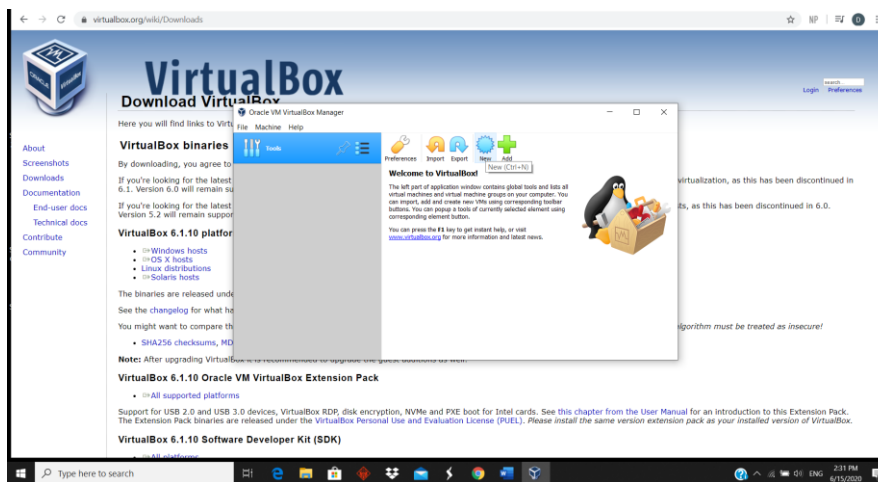 virtualbox.org/wiki/Downloads
NP
D
VirtualBox
search...
Login Preferences
Download VirtualBox
Here you will find links to Virtu
About
Screenshots
Downloads
Documentation
End-user docs
Technical docs
Contribute
Community
VirtualBox binaries
By downloading, you agree to
If you're looking for the latest
virtualization, as this has been discontinued in
6.1. Version 6.0 will remain su
If you're looking for the latest
ts, as this has been discontinued in 6.0.
Version 5.2 will remain suppor
VirtualBox 6.1.10 platfor
Windows hosts
OS X hosts
Linux distributions
Solaris hosts
The binaries are released unde
See the changelog for what ha
You might want to compare th
lgorithm must be treated as insecure!
SHA256 checksums, MD
Note: After upgrading VirtualBox it is recommended to upgrade the guest additions as well.
VirtualBox 6.1.10 Oracle VM VirtualBox Extension Pack
All supported platforms
Support for USB 2.0 and USB 3.0 devices, VirtualBox RDP, disk encryption, NVMe and PXE boot for Intel cards. See this chapter from the User Manual for an introduction to this Extension Pack.
The Extension Pack binaries are released under the VirtualBox Personal Use and Evaluation License (PUEL). Please install the same version extension pack as your installed version of VirtualBox.
VirtualBox 6.1.10 Software Developer Kit (SDK)
All platforms
Oracle VM VirtualBox Manager
File Machine Help
Tools
Preferences Import Export New Add
New (Ctrl+N)
Welcome to VirtualBox!
The left part of application window contains global tools and lists all
virtual machines and virtual machine groups on your computer. You
can import, add and create new VMs using corresponding toolbar
buttons. You can popup a tools of currently selected element using
corresponding element button.
You can press the F1 key to get instant help, or visit
www.virtualbox.org for more information and latest news.
Type here to search
ENG
2:31 PM
6/15/2020